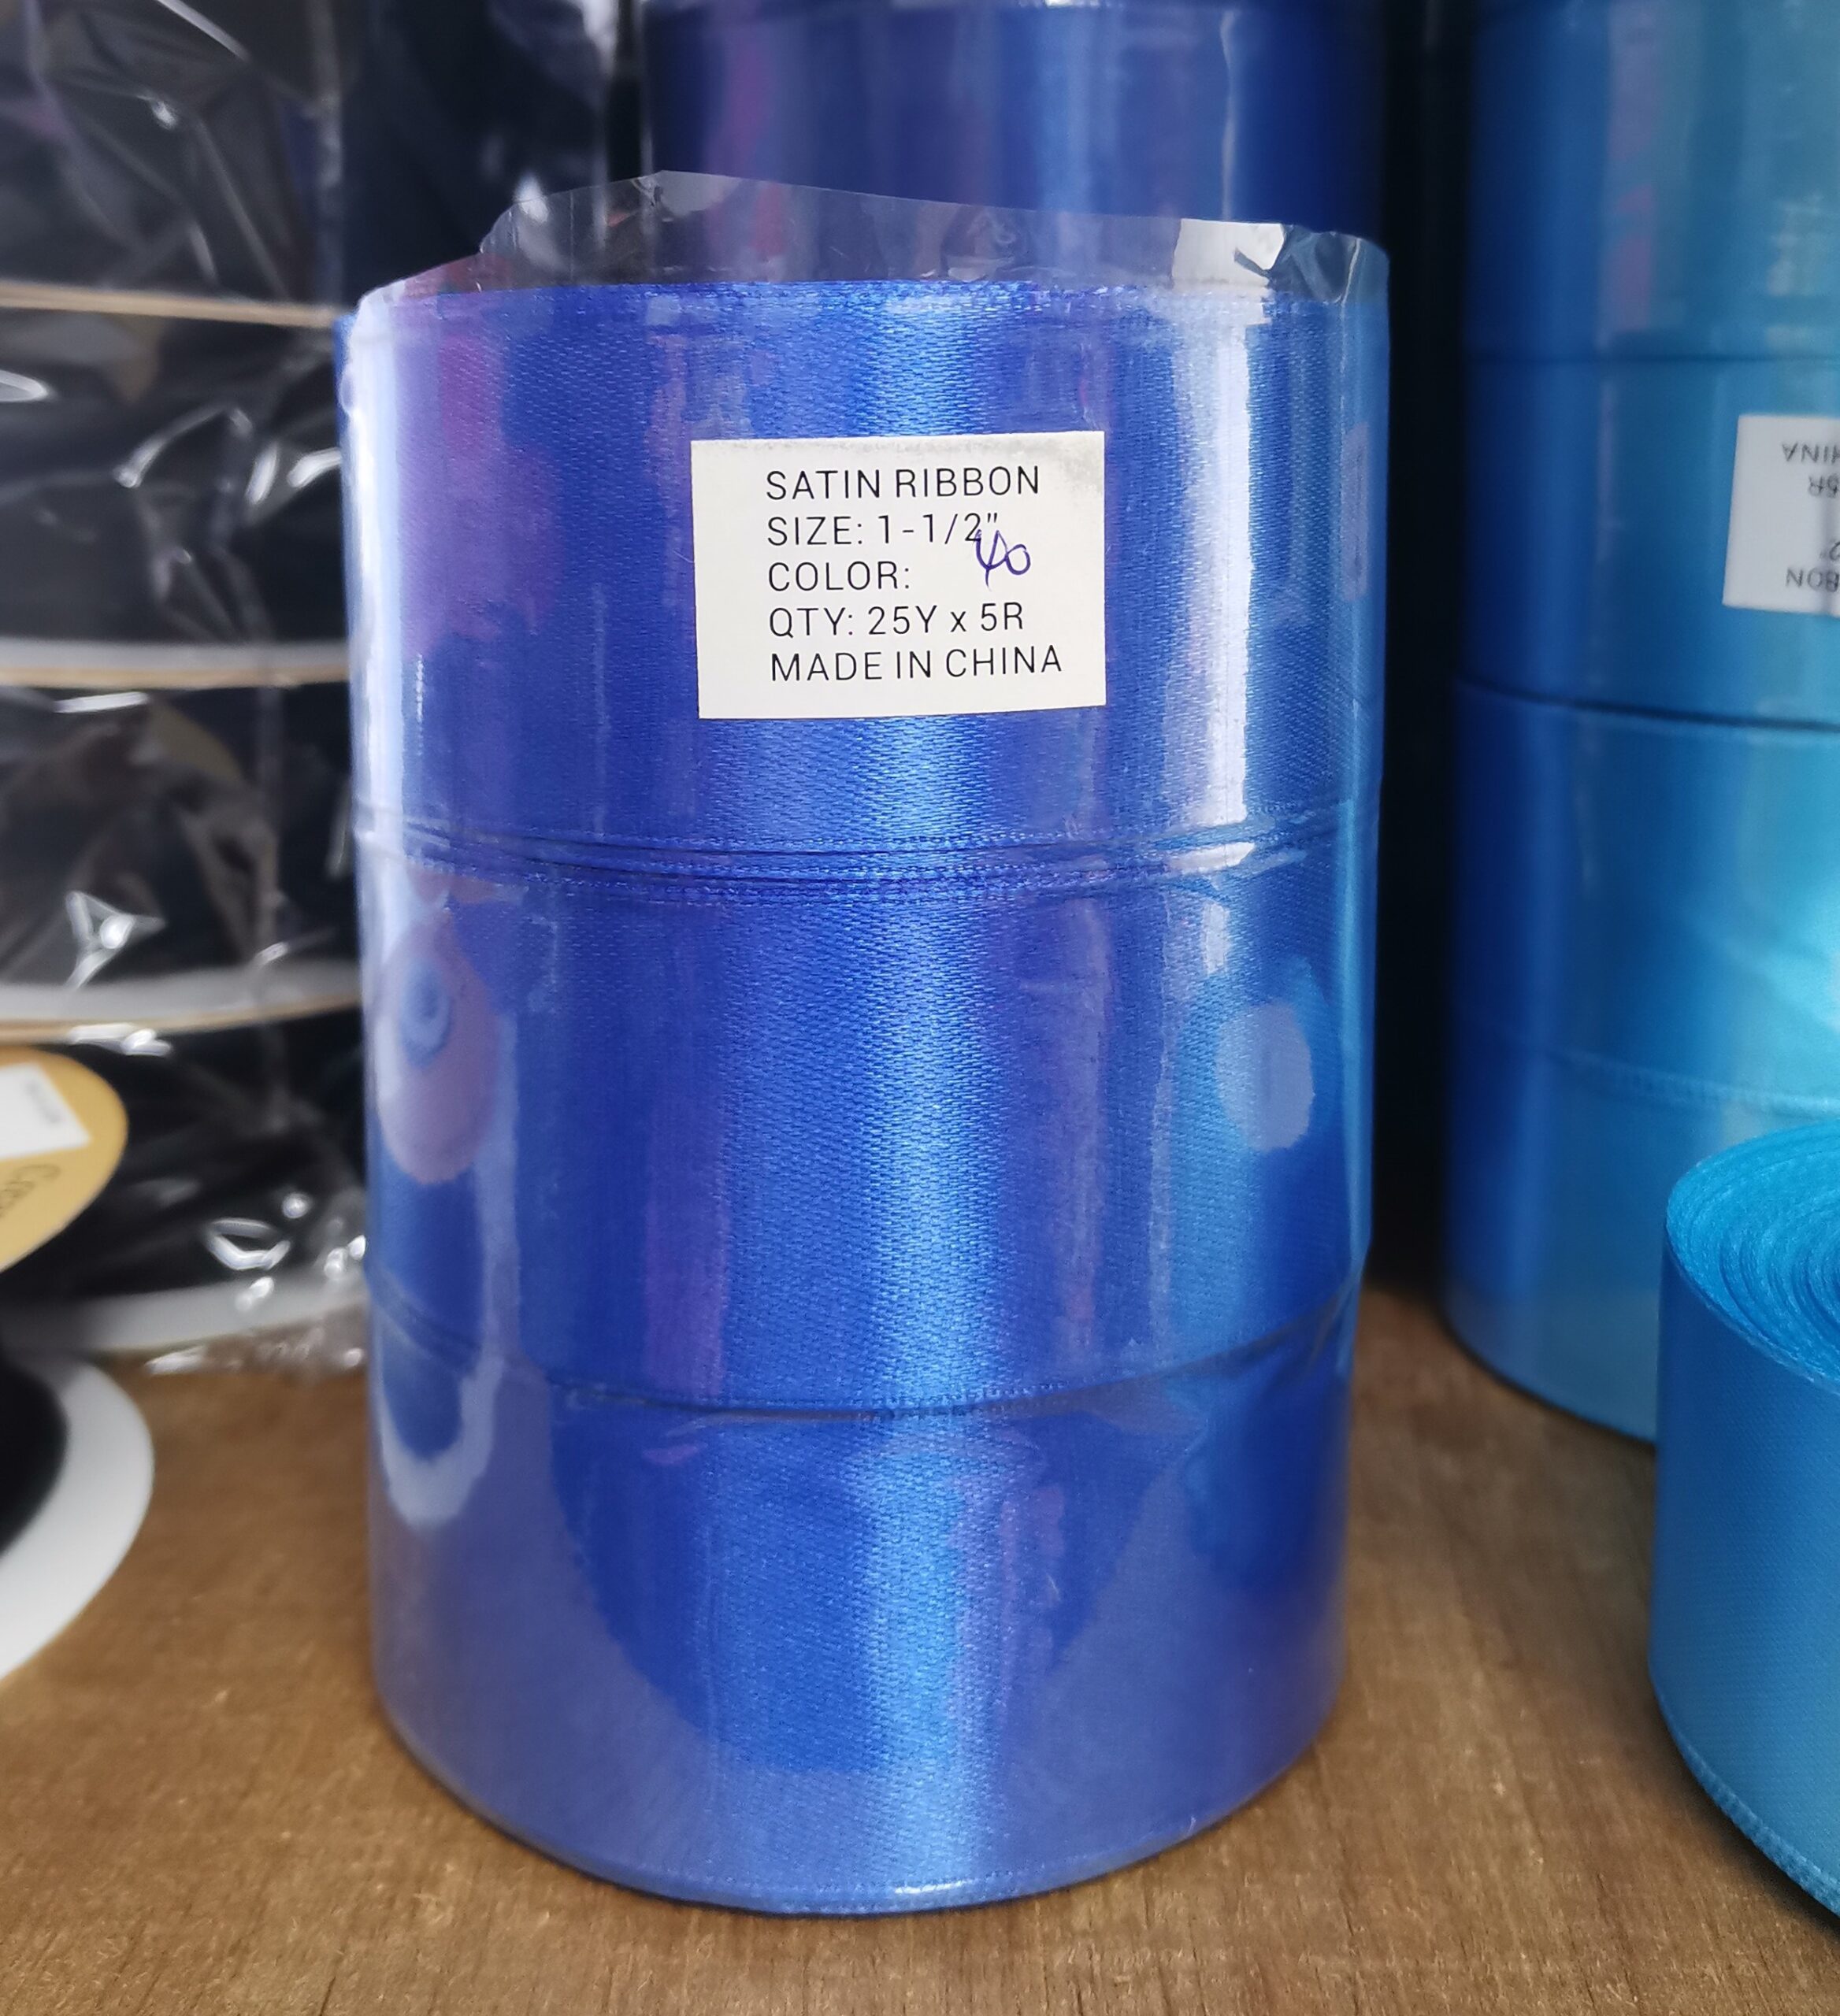 SATIN RIBBON
SIZE: 1-1/2"
COLOR: 40
QTY: 25Y x 5R
MADE IN CHINA